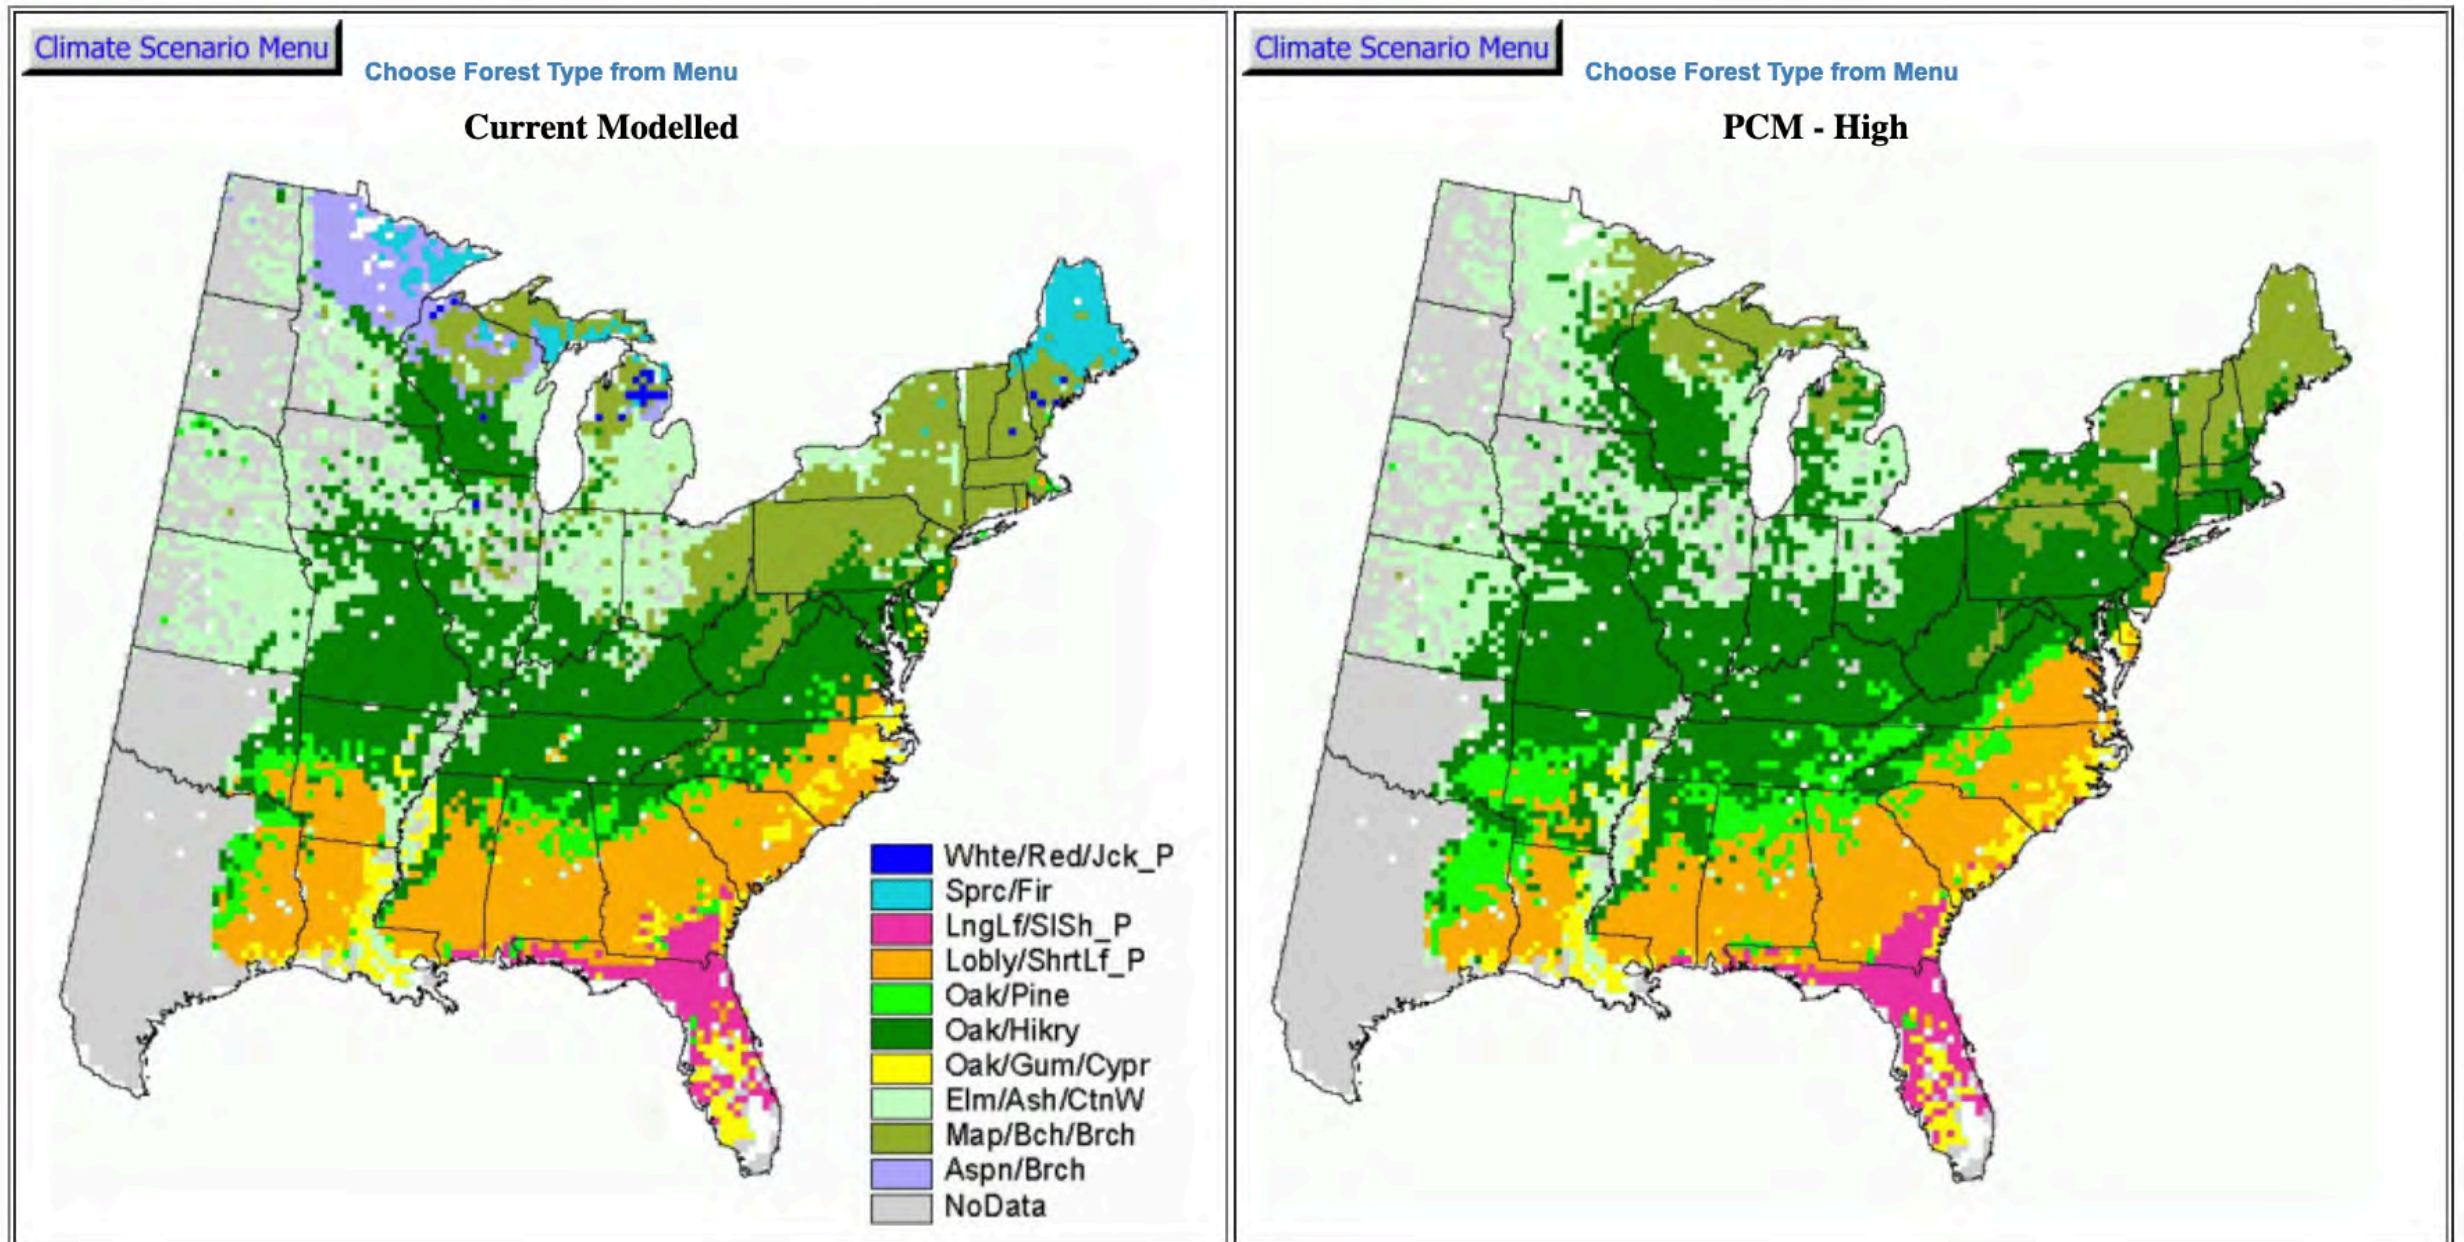 Climate Scenario Menu
Choose Forest Type from Menu
Current Modelled
Whte/Red/Jck_P
Sprc/Fir
LngLf/SlSh_P
Lobly/ShrtLf_P
Oak/Pine
Oak/Hikry
Oak/Gum/Cypr
Elm/Ash/CtnW
Map/Bch/Brch
Aspn/Brch
NoData
Climate Scenario Menu
Choose Forest Type from Menu
PCM - High